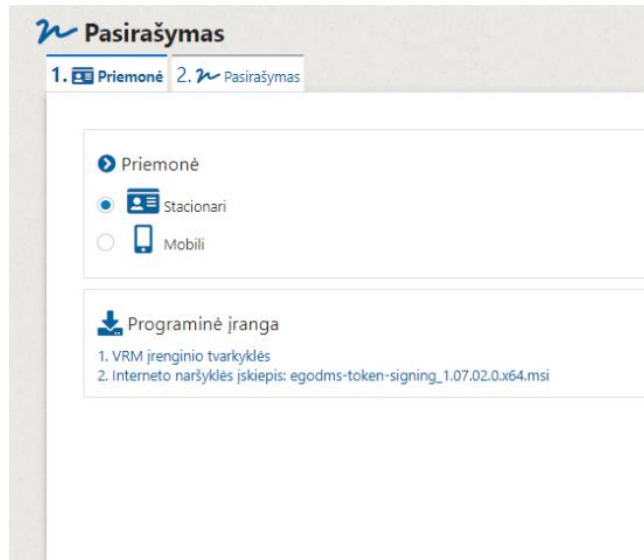 Pasirašymas
1. Priemonė 2. Pasirašymas
Priemonė
Stacionari
Mobili
Programinė įranga
1. VRM įrenginio tvarkyklės
2. Interneto naršyklės įskiepis: egodms-token-signing_1.07.02.0.x64.msi